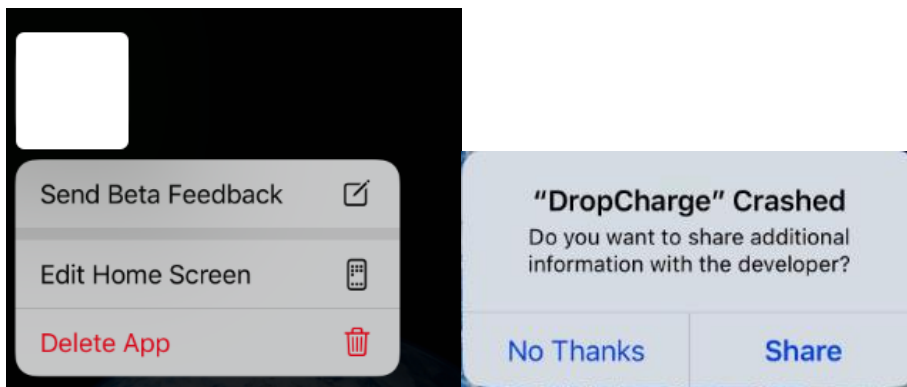 Send Beta Feedback
Edit Home Screen
Delete App
“DropCharge” Crashed
Do you want to share additional
information with the developer?
No Thanks
Share